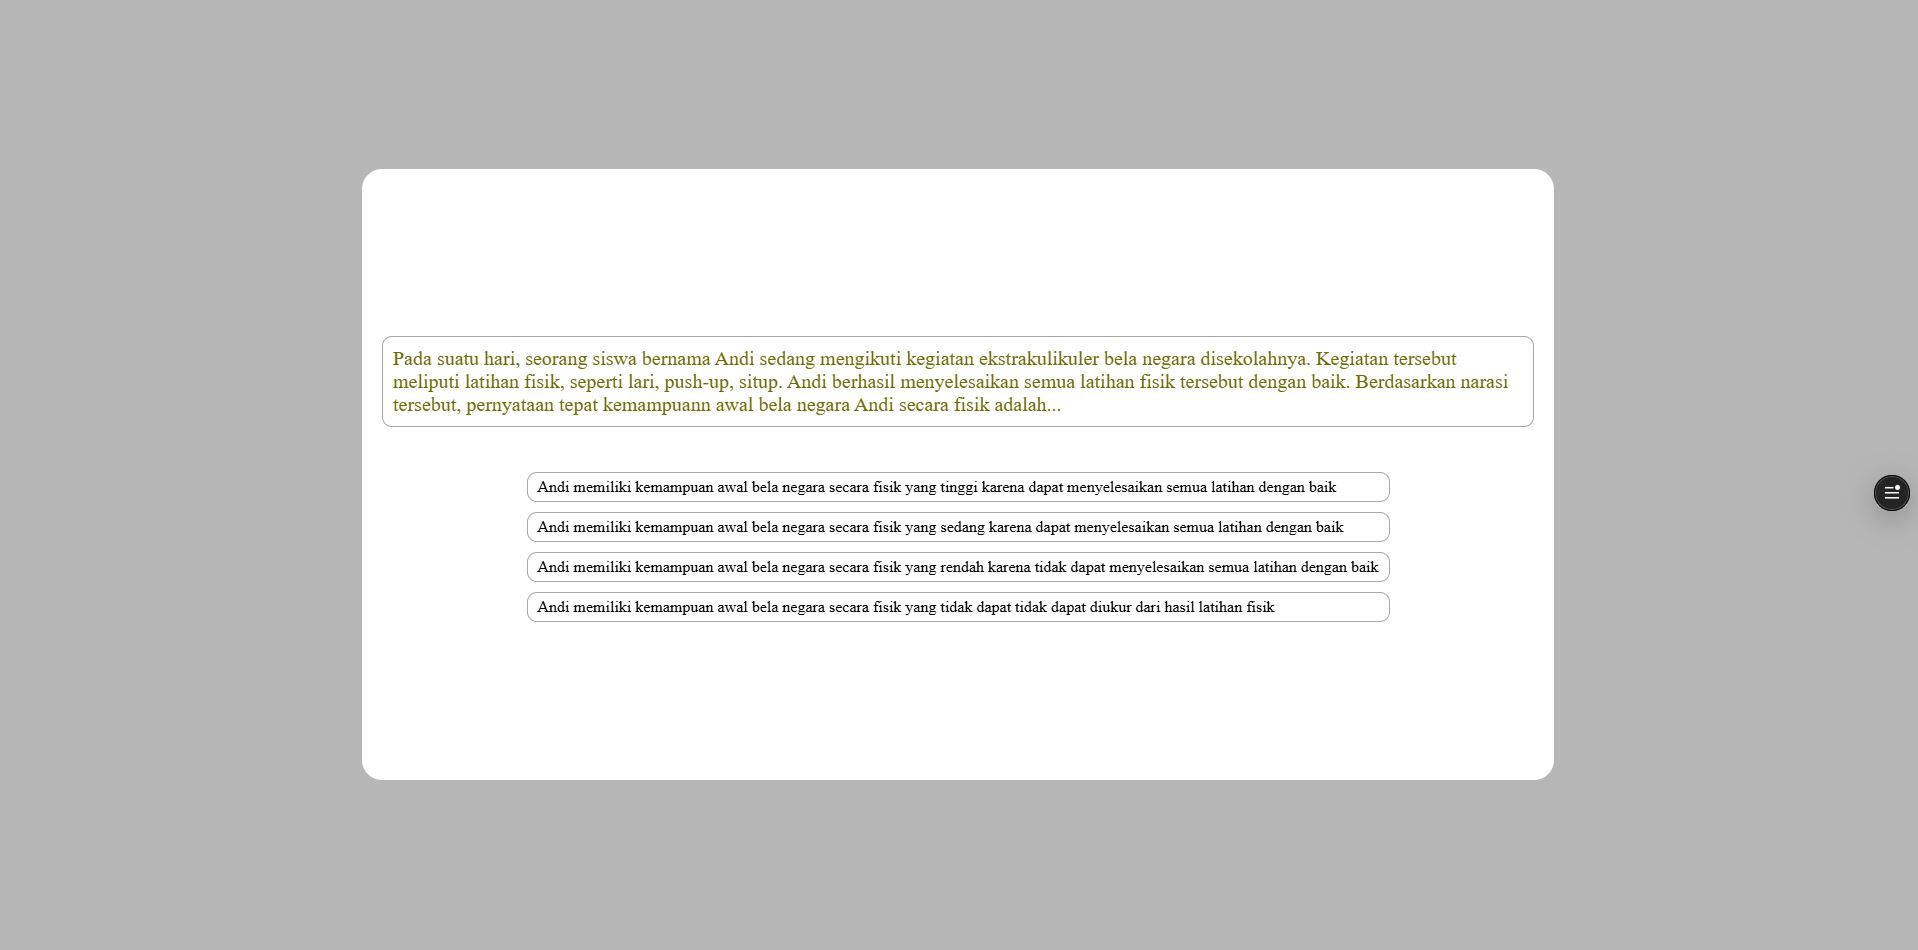 Pada suatu hari, seorang siswa bernama Andi sedang mengikuti kegiatan ekstrakulikuler bela negara disekolahnya. Kegiatan tersebut
meliputi latihan fisik, seperti lari, push-up, situp. Andi berhasil menyelesaikan semua latihan fisik tersebut dengan baik. Berdasarkan narasi
tersebut, pernyataan tepat kemampuann awal bela negara Andi secara fisik adalah...
Andi memiliki kemampuan awal bela negara secara fisik yang tinggi karena dapat menyelesaikan semua latihan dengan baik
Andi memiliki kemampuan awal bela negara secara fisik yang sedang karena dapat menyelesaikan semua latihan dengan baik
Andi memiliki kemampuan awal bela negara secara fisik yang rendah karena tidak dapat menyelesaikan semua latihan dengan baik
Andi memiliki kemampuan awal bela negara secara fisik yang tidak dapat tidak dapat diukur dari hasil latihan fisik